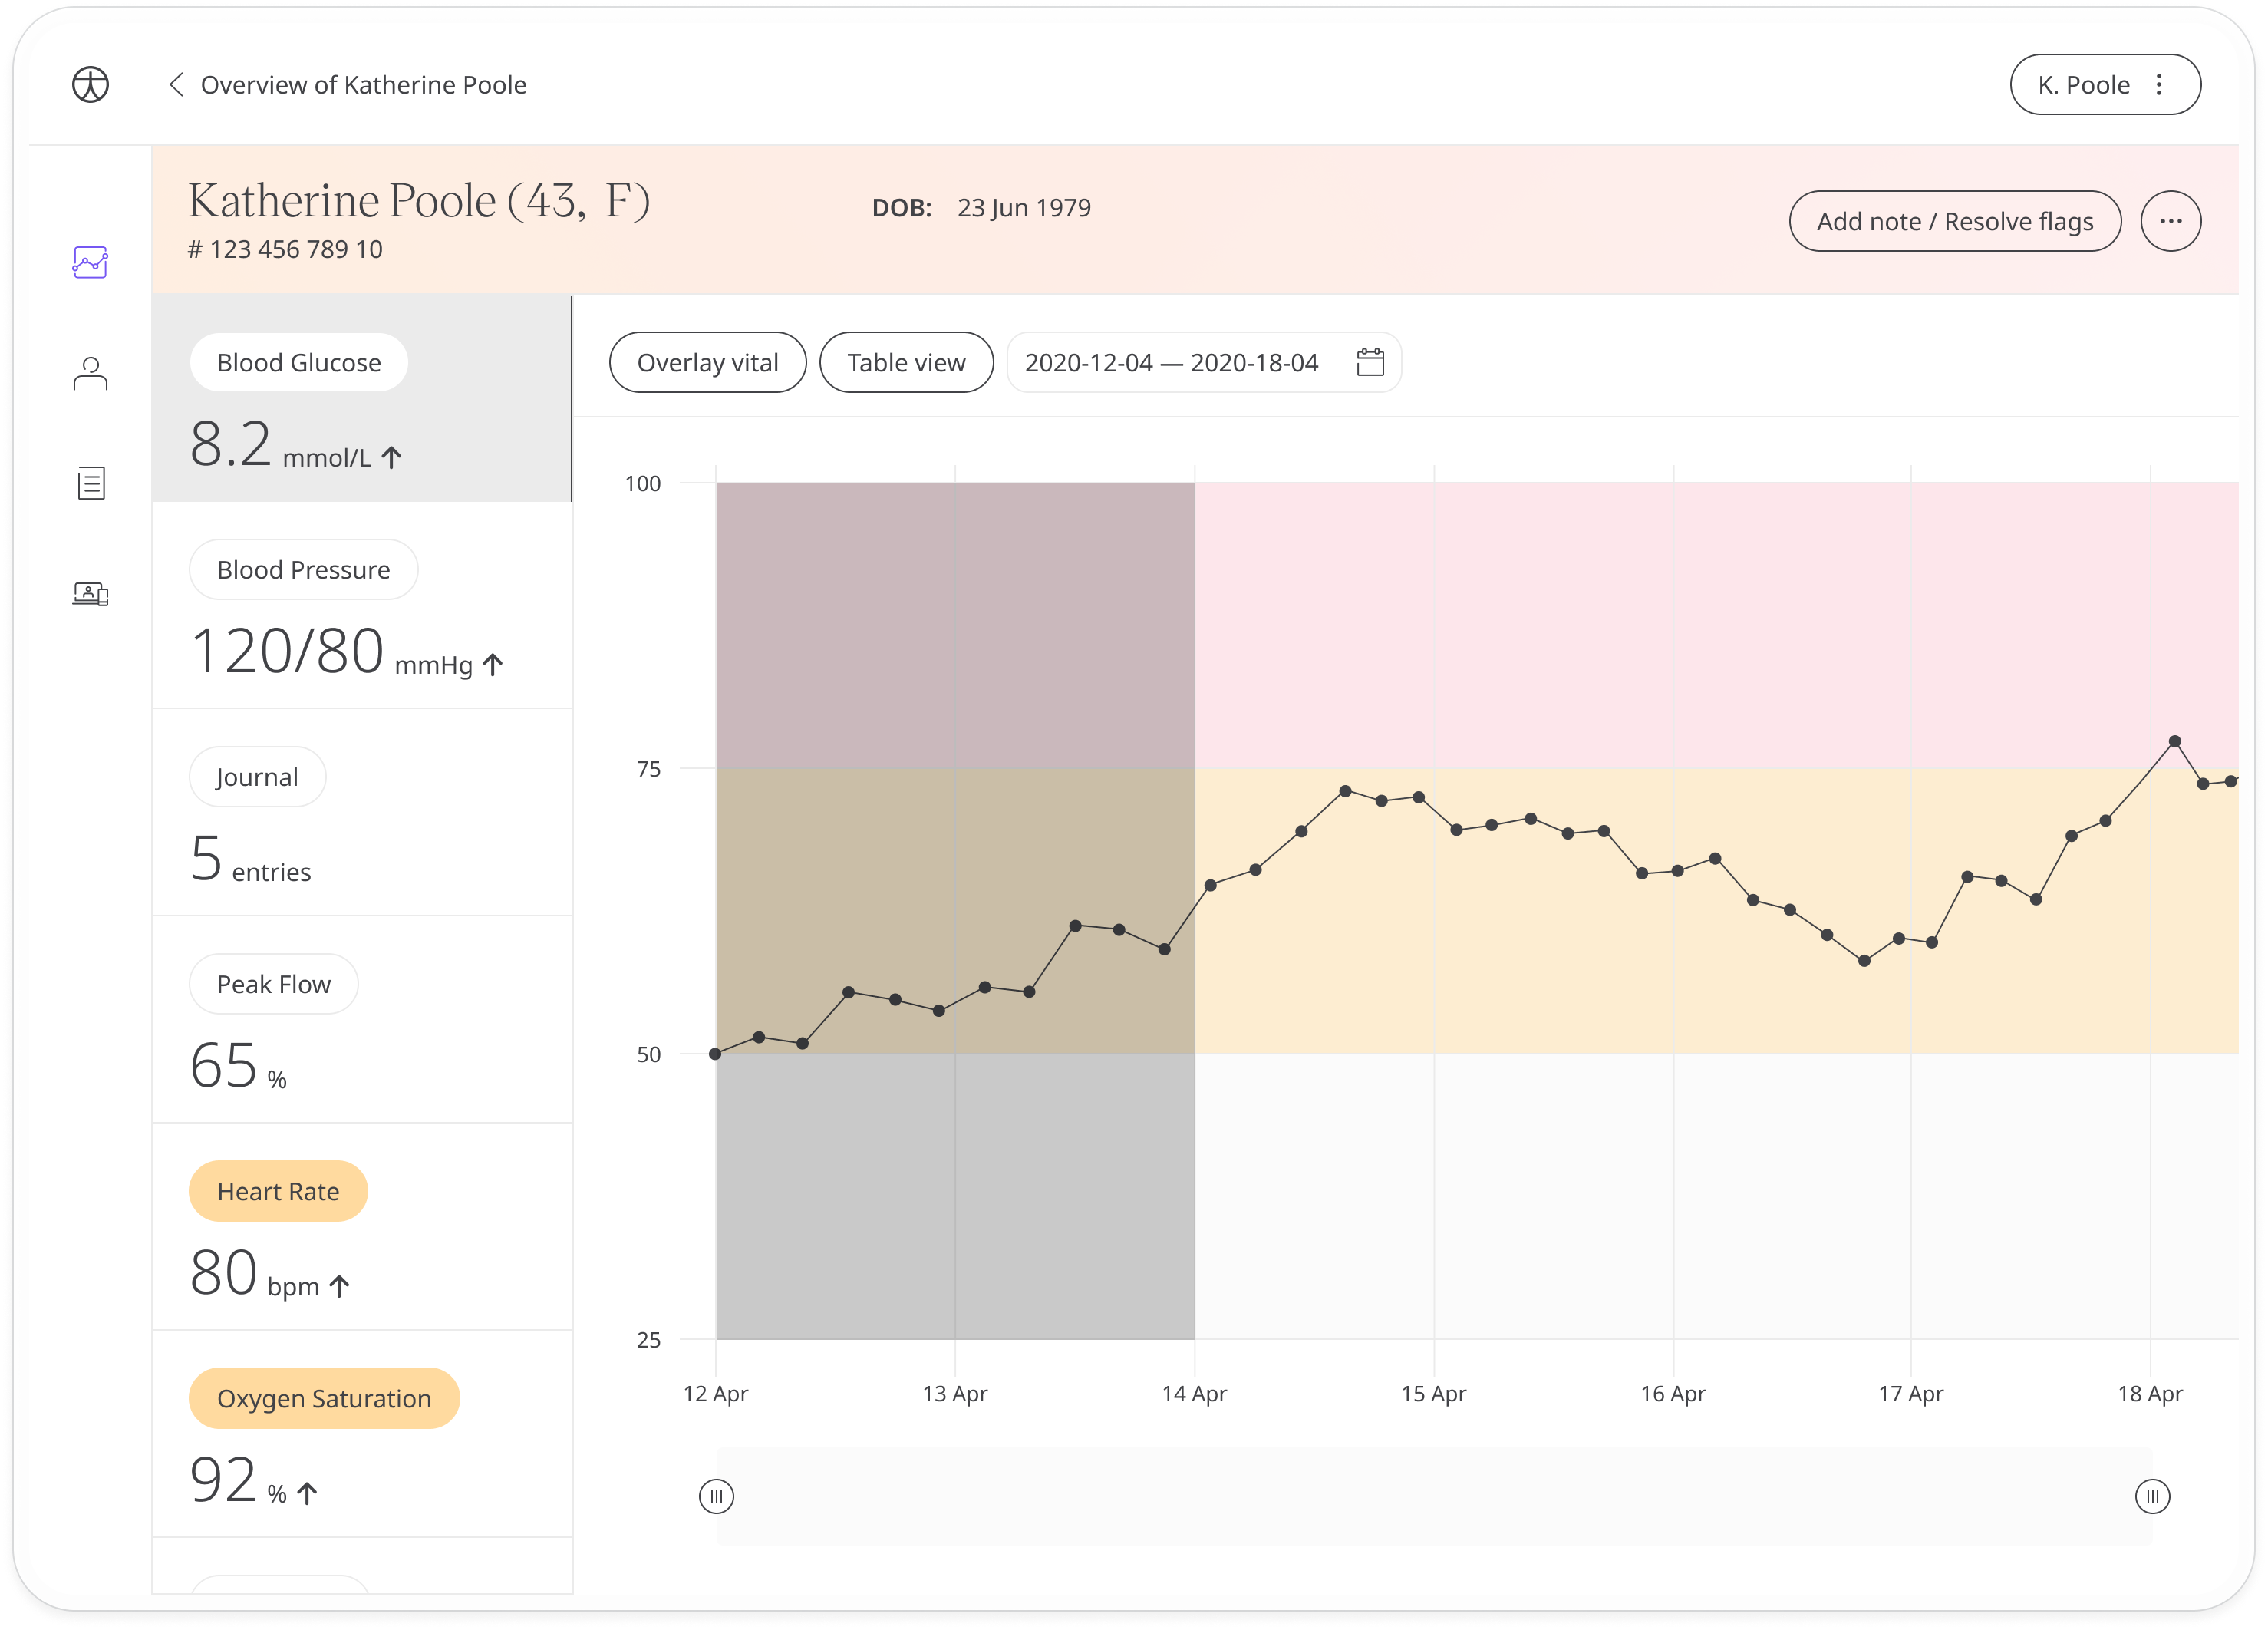 Overview of Katherine Poole
K. Poole
Katherine Poole (43, F)
# 123 456 789 10
DOB: 23 Jun 1979
Add note / Resolve flags
Blood Glucose
8.2 mmol/L ↑
Blood Pressure
120/80 mmHg ↑
Journal
5 entries
Peak Flow
65 %
Heart Rate
80 bpm ↑
Oxygen Saturation
92 % ↑
Overlay vital
Table view
2020-12-04 — 2020-18-04
100
75
50
25
12 Apr
13 Apr
14 Apr
15 Apr
16 Apr
17 Apr
18 Apr